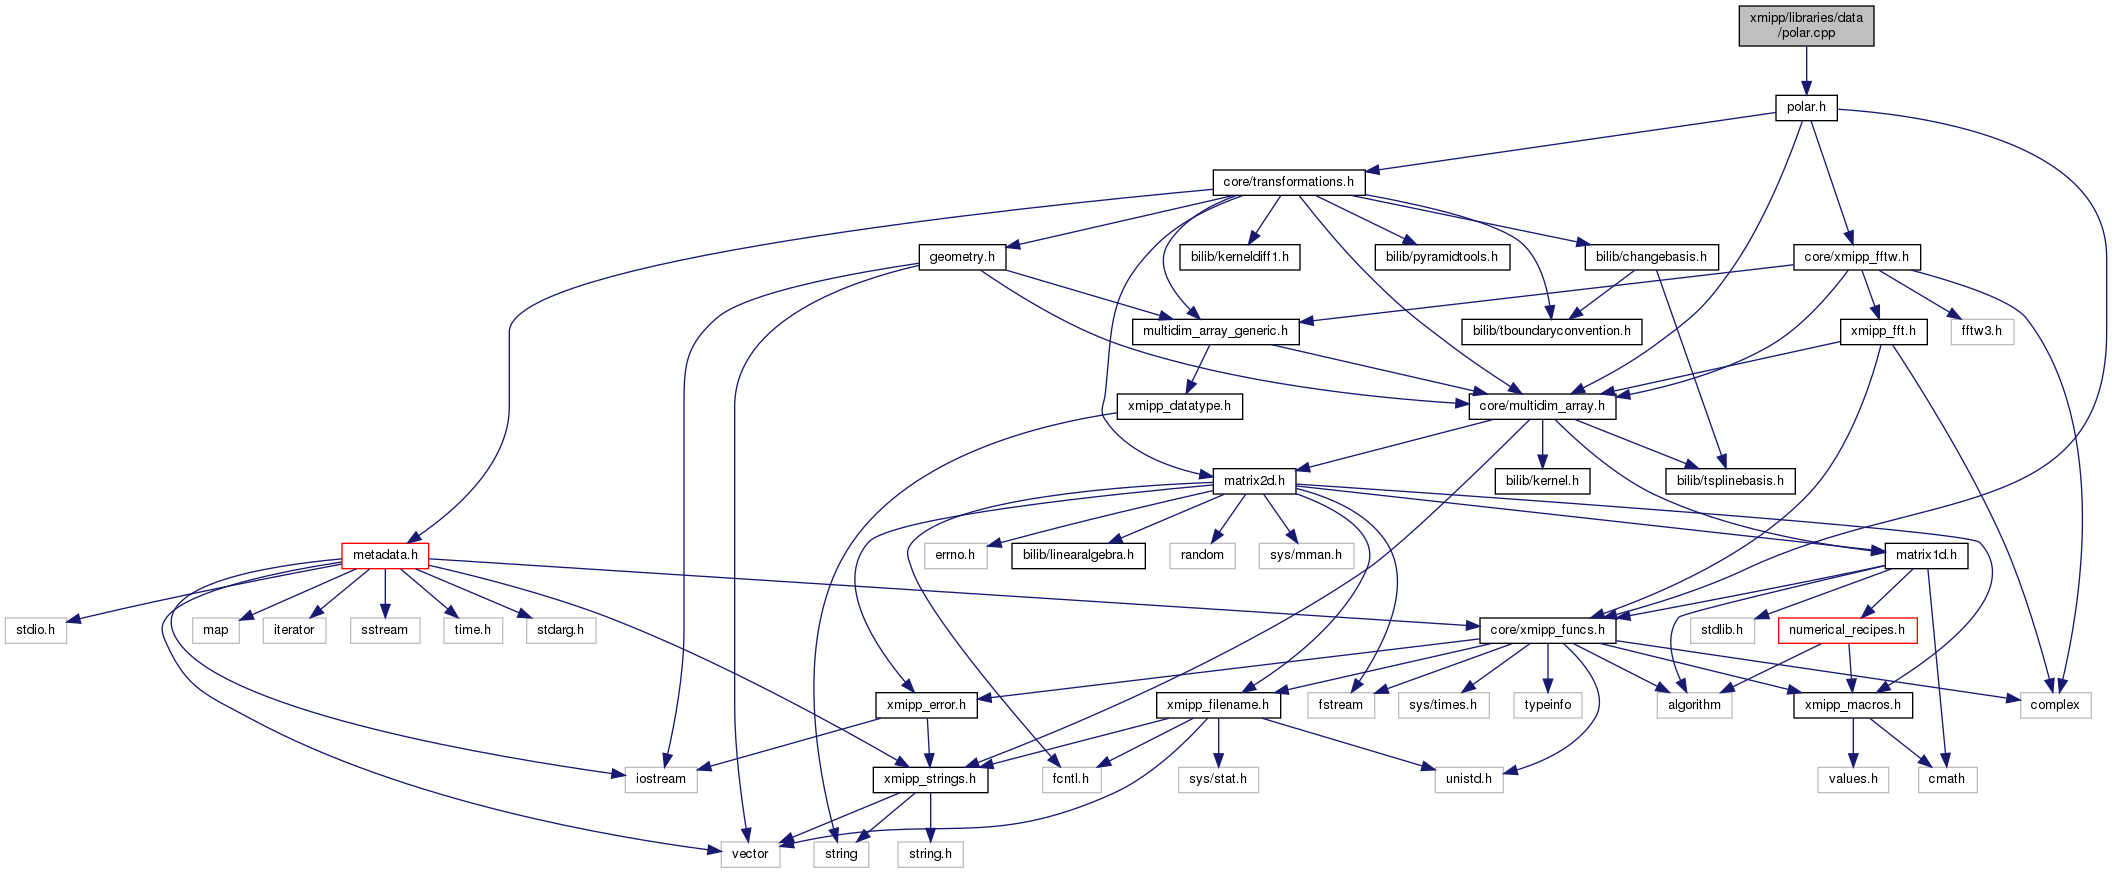 xmipp/libraries/data
/polar.cpp
polar.h
core/transformations.h
geometry.h
bilib/kerneldiff1.h
bilib/pyramidtools.h
bilib/changebasis.h
core/xmipp_fftw.h
multidim_array_generic.h
bilib/tboundaryconvention.h
xmipp_fft.h
fftw3.h
xmipp_datatype.h
core/multidim_array.h
matrix2d.h
bilib/kernel.h
bilib/tsplinebasis.h
metadata.h
errno.h
bilib/linearalgebra.h
random
sys/mman.h
matrix1d.h
stdio.h
map
iterator
sstream
time.h
stdarg.h
core/xmipp_funcs.h
stdlib.h
numerical_recipes.h
xmipp_error.h
xmipp_filename.h
fstream
sys/times.h
typeinfo
algorithm
xmipp_macros.h
complex
iostream
xmipp_strings.h
fcntl.h
sys/stat.h
unistd.h
values.h
cmath
vector
string
string.h